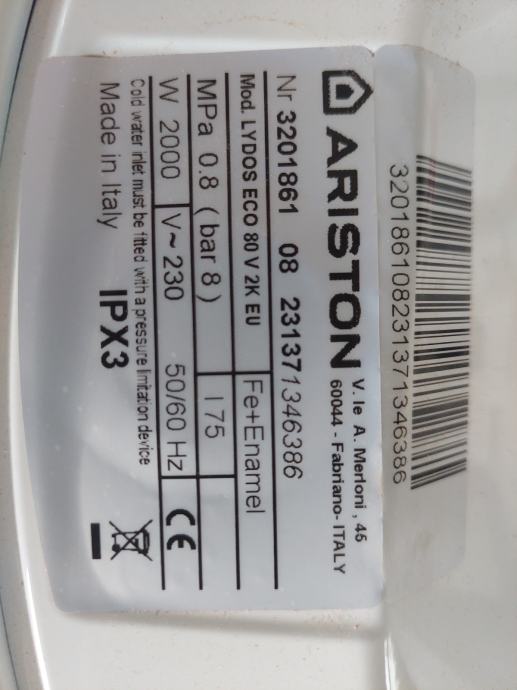 320186108231371346386
ARISTON
V. le A. Merloni , 45
60044 - Fabriano- ITALY
Nr 3201861 08 231371346386
Mod. LYDOS ECO 80 V 2K EU Fe+Enamel
MPa 0.8 ( bar 8 ) l 75
W 2000 V~ 230 50/60 Hz CE
Cold water inlet must be fitted with a pressure limitation device
Made in Italy IPX3